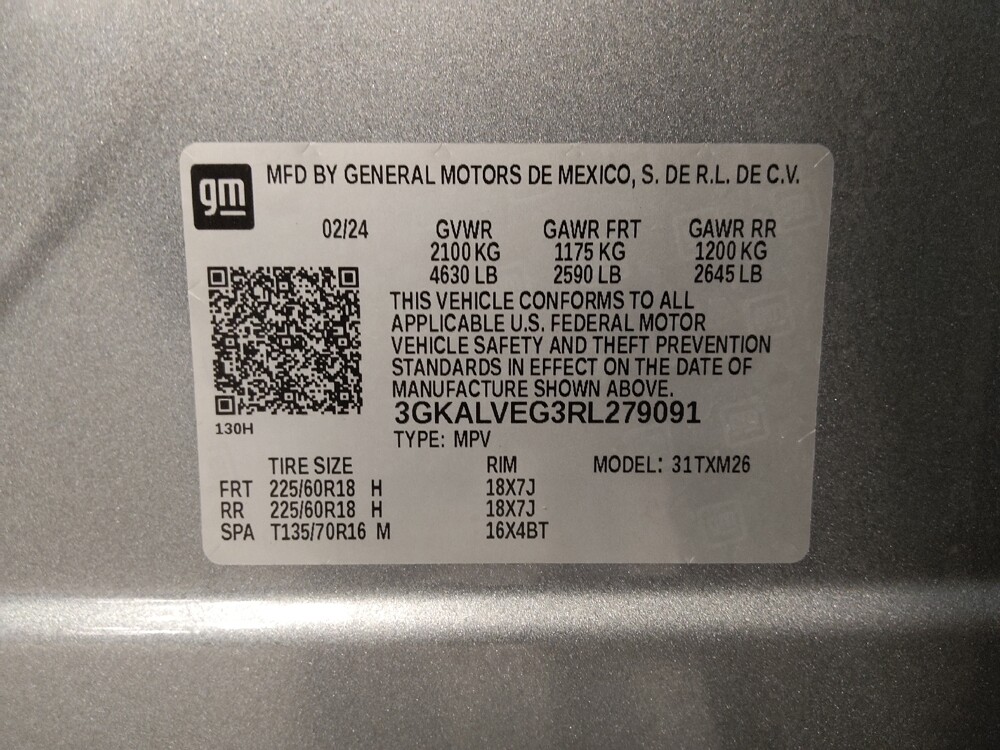 gm
MFD BY GENERAL MOTORS DE MEXICO, S. DE R.L. DE C.V.
02/24 GVWR GAWR FRT GAWR RR
2100 KG 1175 KG 1200 KG
4630 LB 2590 LB 2645 LB
THIS VEHICLE CONFORMS TO ALL
APPLICABLE U.S. FEDERAL MOTOR
VEHICLE SAFETY AND THEFT PREVENTION
STANDARDS IN EFFECT ON THE DATE OF
MANUFACTURE SHOWN ABOVE.
3GKALVEG3RL279091
130H
TYPE: MPV
TIRE SIZE RIM MODEL: 31TXM26
FRT 225/60R18 H 18X7J
RR 225/60R18 H 18X7J
SPA T135/70R16 M 16X4BT